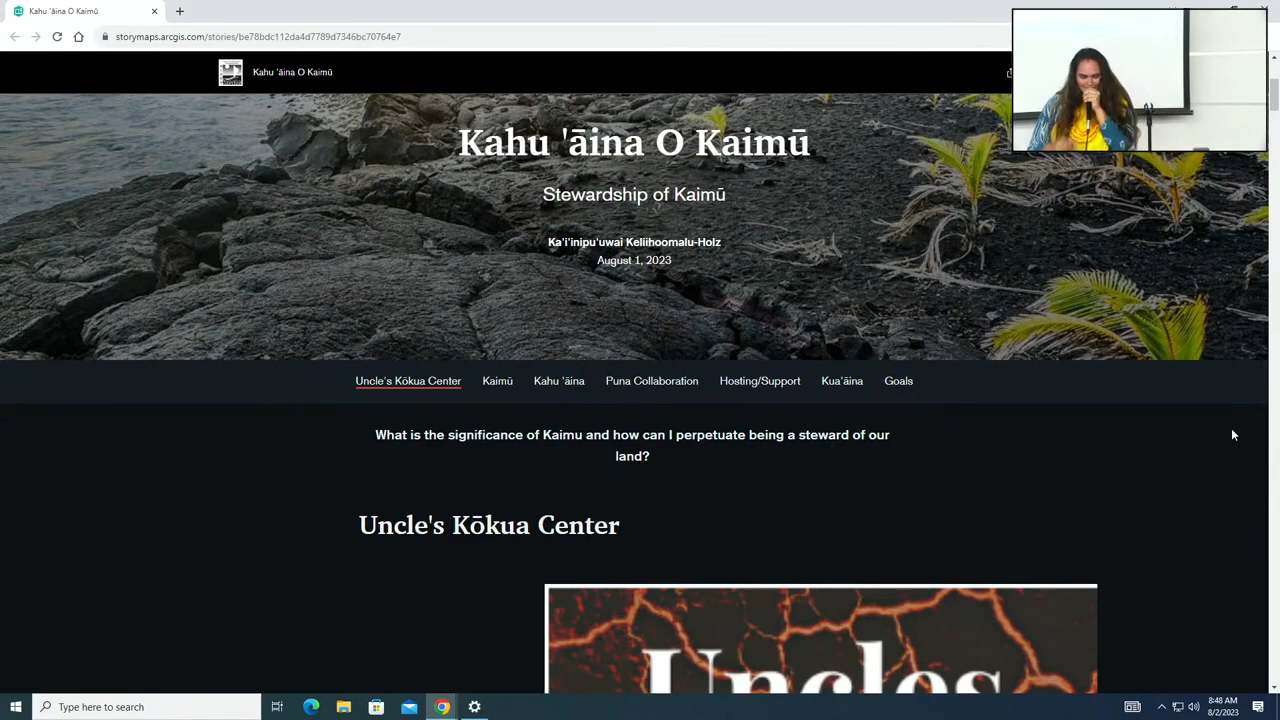 Kahu 'āina O Kaimū
storymaps.arcgis.com/stories/be78bdc112da4d7789d7346bc70764e7
Kahu 'āina O Kaimū
Kahu 'āina O Kaimū
Stewardship of Kaimū
Ka'i'inipu'uwai Keliihoomalu-Holz
August 1, 2023
Uncle's Kōkua Center Kaimū Kahu 'āina Puna Collaboration Hosting/Support Kua'āina Goals
What is the significance of Kaimu and how can I perpetuate being a steward of our
land?
Uncle's Kōkua Center
Uncles
Type here to search
8:48 AM
8/2/2023